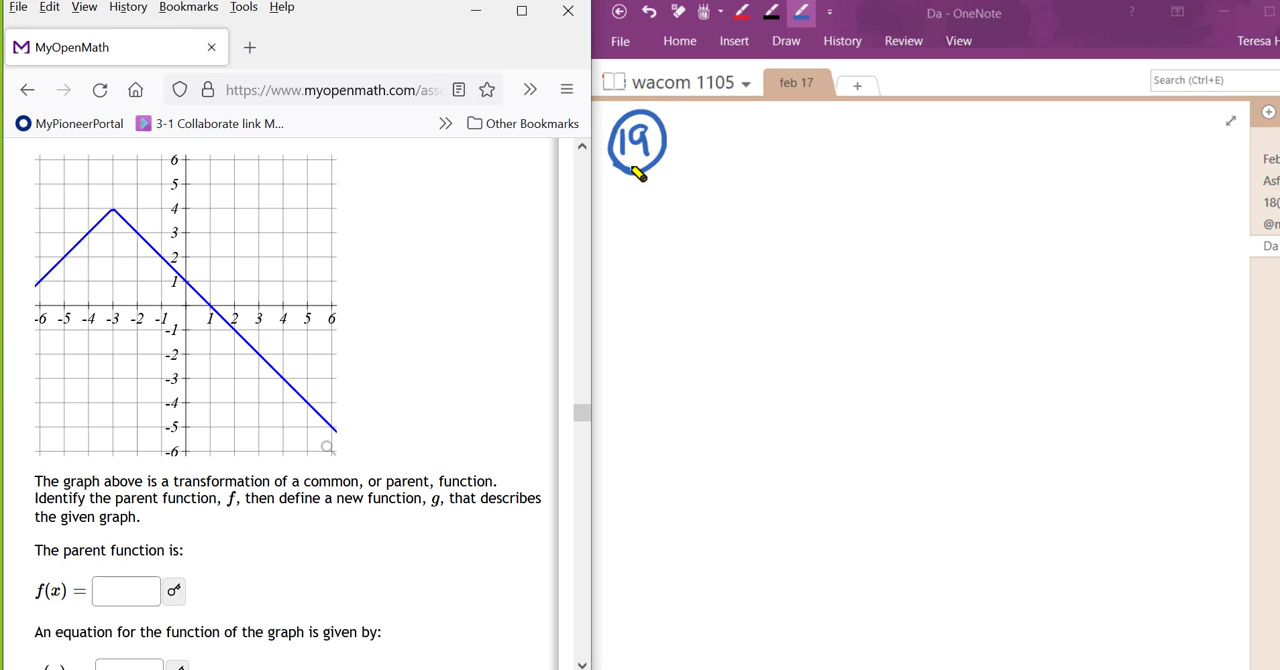 File Edit View History Bookmarks Tools Help
MyOpenMath
https://www.myopenmath.com/ass
MyPioneerPortal 3-1 Collaborate link M... Other Bookmarks
6
5
4
3
2
1
-6 -5 -4 -3 -2 -1 1 2 3 4 5 6
-1
-2
-3
-4
-5
-6
The graph above is a transformation of a common, or parent, function.
Identify the parent function, f, then define a new function, g, that describes
the given graph.
The parent function is:
f(x) =
An equation for the function of the graph is given by:
Da - OneNote
File Home Insert Draw History Review View Teresa H
wacom 1105 feb 17 Search (Ctrl+E)
19
Feb
Asf
18(
@n
Da